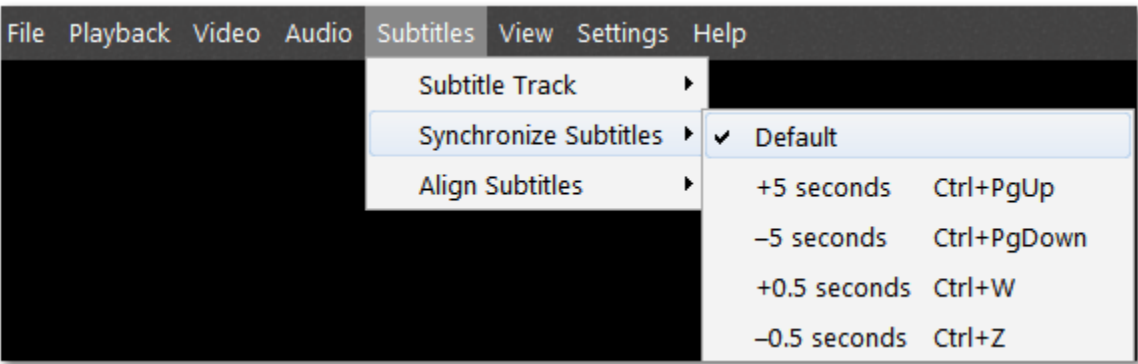 File Playback Video Audio Subtitles View Settings Help
Subtitle Track
Synchronize Subtitles
Align Subtitles
Default
+5 seconds Ctrl+PgUp
–5 seconds Ctrl+PgDown
+0.5 seconds Ctrl+W
–0.5 seconds Ctrl+Z